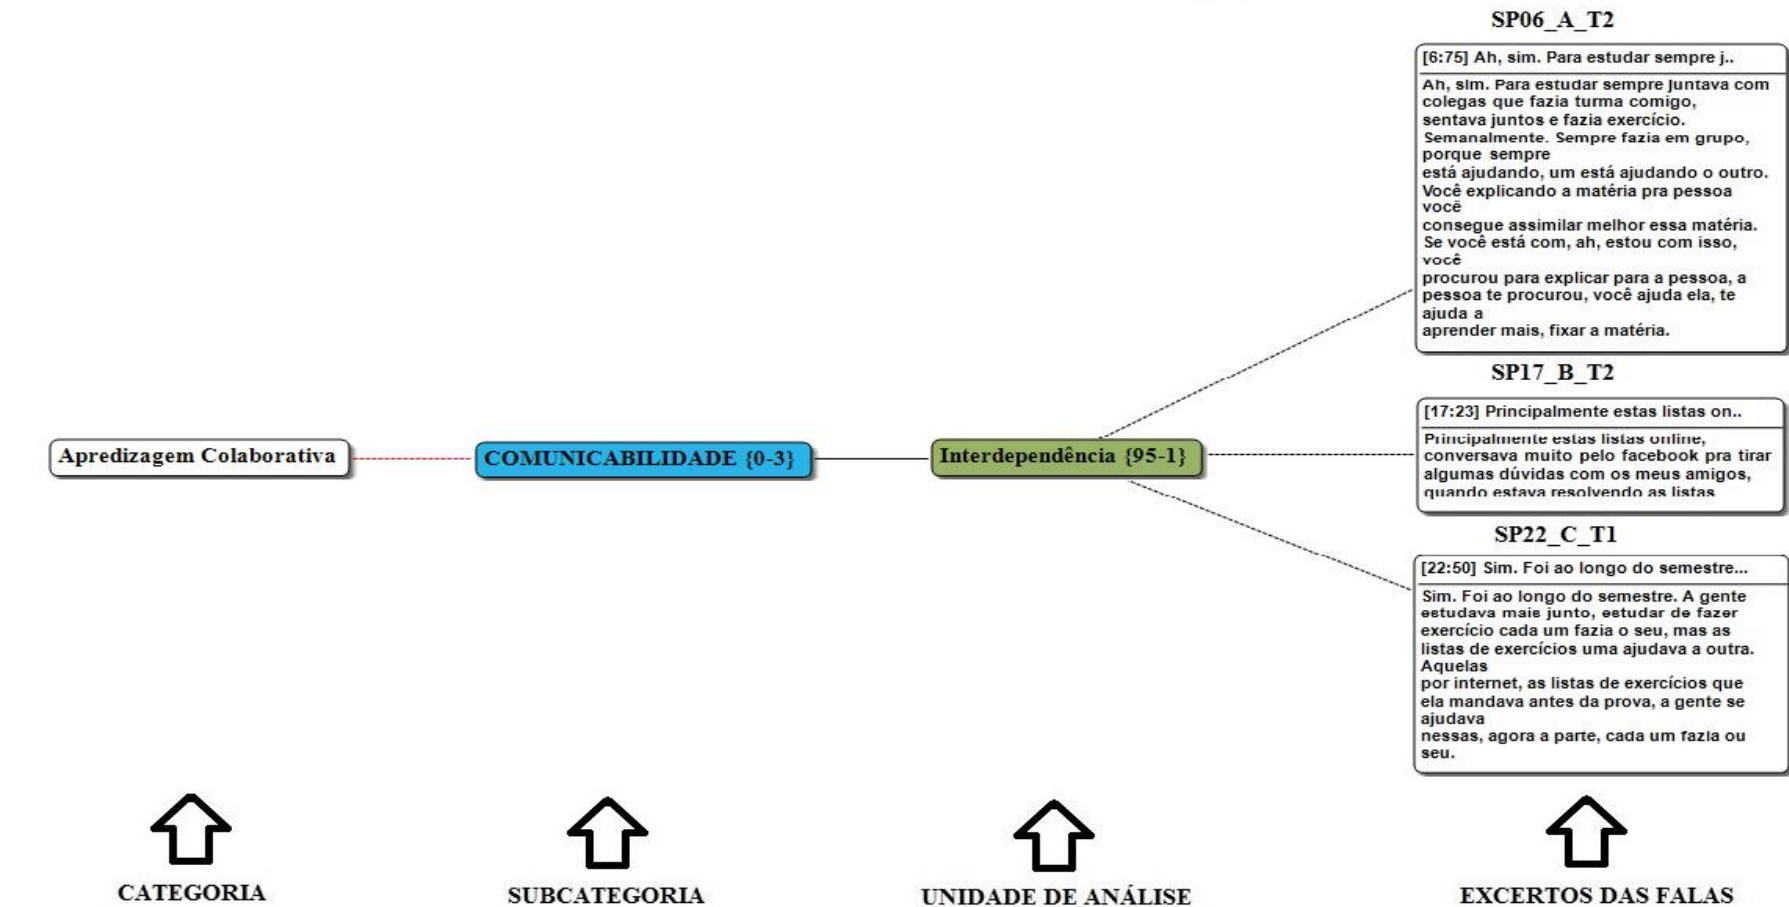 SP06_A_T2
[6:75] Ah, sim. Para estudar sempre j..
Ah, sim. Para estudar sempre juntava com
colegas que fazia turma comigo,
sentava juntos e fazia exercício.
Semanalmente. Sempre fazia em grupo,
porque sempre
está ajudando, um está ajudando o outro.
Você explicando a matéria pra pessoa
você
consegue assimilar melhor essa matéria.
Se você está com, ah, estou com isso,
você
procurou para explicar para a pessoa, a
pessoa te procurou, você ajuda ela, te
ajuda a
aprender mais, fixar a matéria.
SP17_B_T2
[17:23] Principalmente estas listas on..
Principalmente estas listas online,
conversava muito pelo facebook pra tirar
algumas dúvidas com os meus amigos,
quando estava resolvendo as listas
Apredizagem Colaborativa
COMUNICABILIDADE {0-3}
Interdependência {95-1}
SP22_C_T1
[22:50] Sim. Foi ao longo do semestre...
Sim. Foi ao longo do semestre. A gente
estudava mais junto, estudar de fazer
exercício cada um fazia o seu, mas as
listas de exercícios uma ajudava a outra.
Aquelas
por internet, as listas de exercícios que
ela mandava antes da prova, a gente se
ajudava
nessas, agora a parte, cada um fazia ou
seu.
CATEGORIA
SUBCATEGORIA
UNIDADE DE ANÁLISE
EXCERTOS DAS FALAS